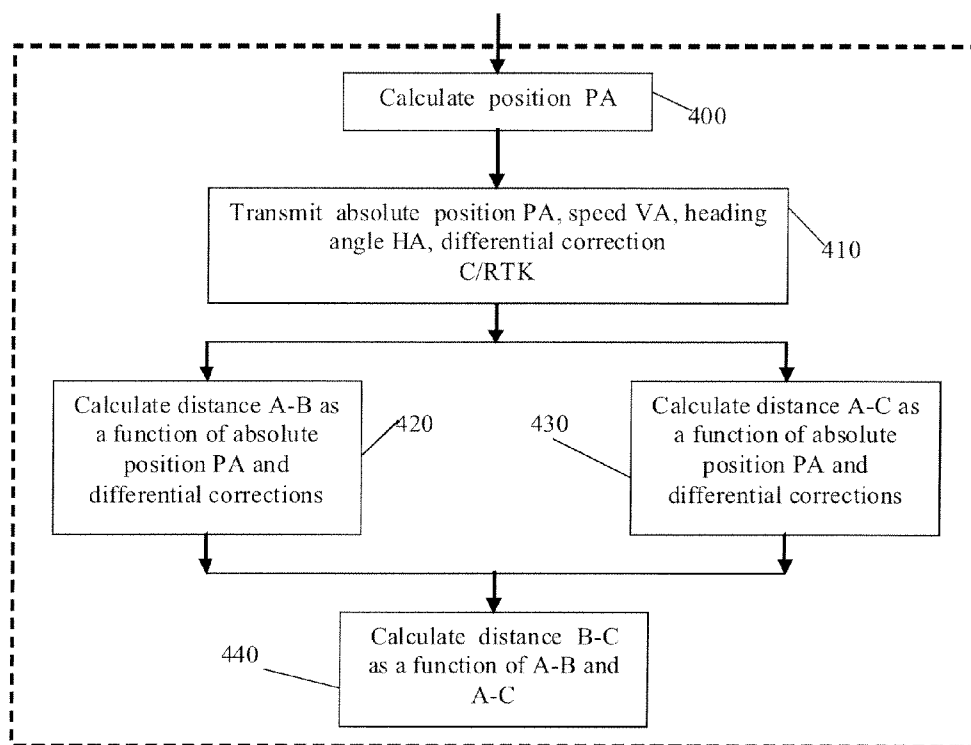 Calculate position PA
400
Transmit absolute position PA, speed VA, heading
angle HA, differential correction
C/RTK
410
Calculate distance A-B as
a function of absolute
position PA and
differential corrections
420
430
Calculate distance A-C as
a function of absolute
position PA and
differential corrections
Calculate distance B-C
as a function of A-B and
A-C
440